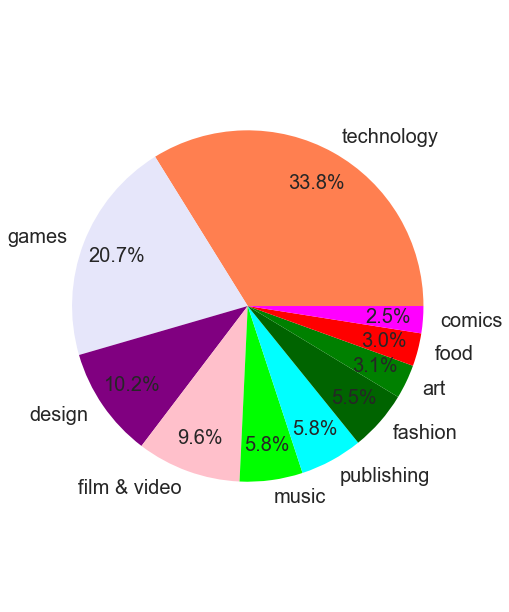 technology
33.8%
games
20.7%
2.5%
comics
3.0%
food
3.1%
art
10.2%
design
5.5%
fashion
5.8%
publishing
9.6%
film & video
5.8%
music